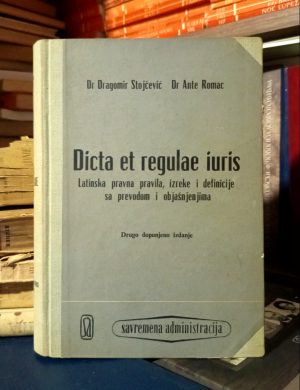 Dr Dragomir Stojčević Dr Ante Romac
Dicta et regulae iuris
Latinska pravna pravila, izreke i definicije
sa prevodom i objašnjenjima
Drugo dopunjeno izdanje
savremena administracija